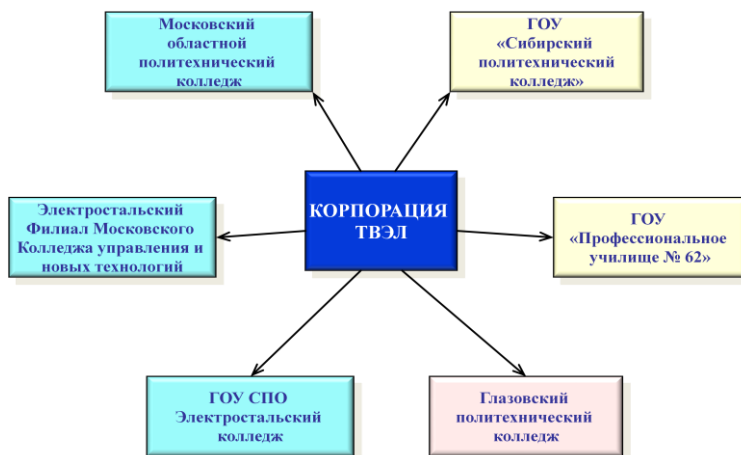 Московский
областной
политехнический
колледж
ГОУ
«Сибирский
политехнический
колледж»
КОРПОРАЦИЯ
ТВЭЛ
Электростальский
Филиал Московского
Колледжа управления и
новых технологий
ГОУ
«Профессиональное
училище № 62»
ГОУ СПО
Электростальский
колледж
Глазовский
политехнический
колледж